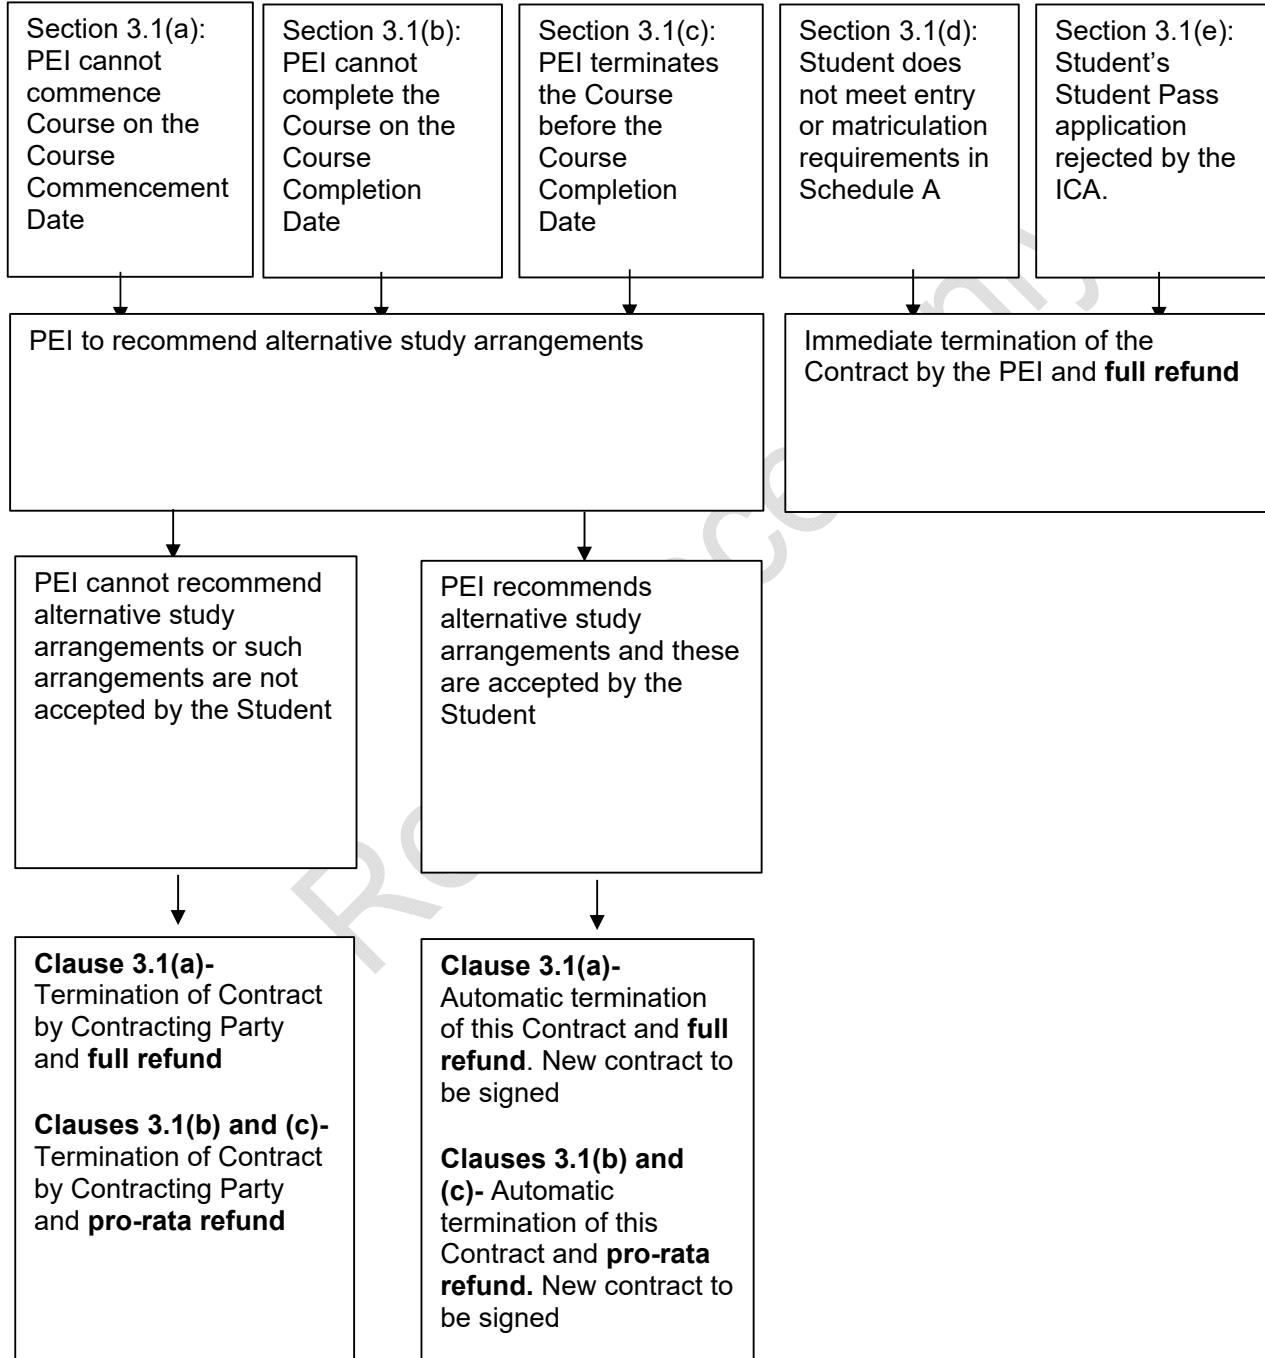 Section 3.1(a):
PEI cannot
commence
Course on the
Course
Commencement
Date
Section 3.1(b):
PEI cannot
complete the
Course on the
Course
Completion
Date
Section 3.1(c):
PEI terminates
the Course
before the
Course
Completion
Date
Section 3.1(d):
Student does
not meet entry
or matriculation
requirements in
Schedule A
Section 3.1(e):
Student’s
Student Pass
application
rejected by the
ICA.
PEI to recommend alternative study arrangements
Immediate termination of the
Contract by the PEI and full refund
PEI cannot recommend
alternative study
arrangements or such
arrangements are not
accepted by the Student
PEI recommends
alternative study
arrangements and these
are accepted by the
Student
Clause 3.1(a)-
Termination of Contract
by Contracting Party
and full refund
Clauses 3.1(b) and (c)-
Termination of Contract
by Contracting Party
and pro-rata refund
Clause 3.1(a)-
Automatic termination
of this Contract and full
refund. New contract to
be signed
Clauses 3.1(b) and
(c)- Automatic
termination of this
Contract and pro-rata
refund. New contract to
be signed